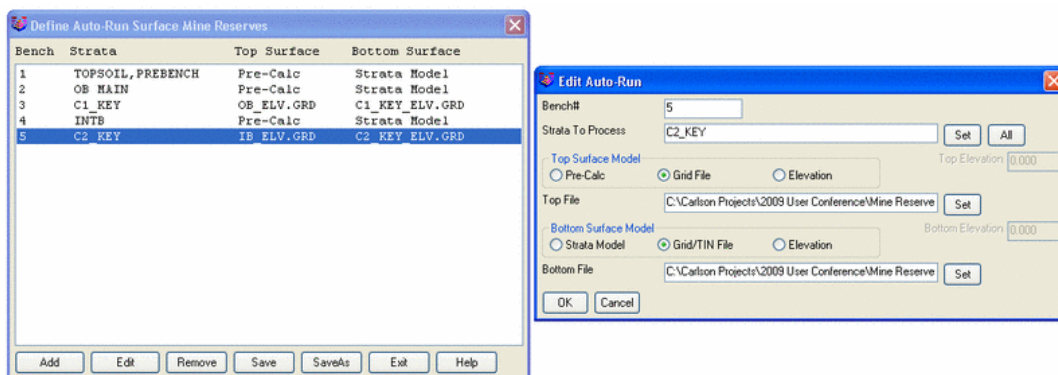 Define Auto-Run Surface Mine Reserves
Bench Strata Top Surface Bottom Surface
1 TOPSOIL,PREBENCH Pre-Calc Strata Model
2 OB MAIN Pre-Calc Strata Model
3 C1_KEY OB_ELV.GRD C1_KEY_ELV.GRD
4 INTB Pre-Calc Strata Model
5 C2_KEY IB_ELV.GRD C2_KEY_ELV.GRD
Add Edit Remove Save SaveAs Exit Help
Edit Auto-Run
Bench# 5
Strata To Process C2_KEY Set All
Top Surface Model Top Elevation 0.000
Pre-Calc Grid File Elevation
Top File C:\Carlson Projects\2009 User Conference\Mine Reserve Set
Bottom Surface Model Bottom Elevation 0.000
Strata Model Grid/TIN File Elevation
Bottom File C:\Carlson Projects\2009 User Conference\Mine Reserve Set
OK Cancel